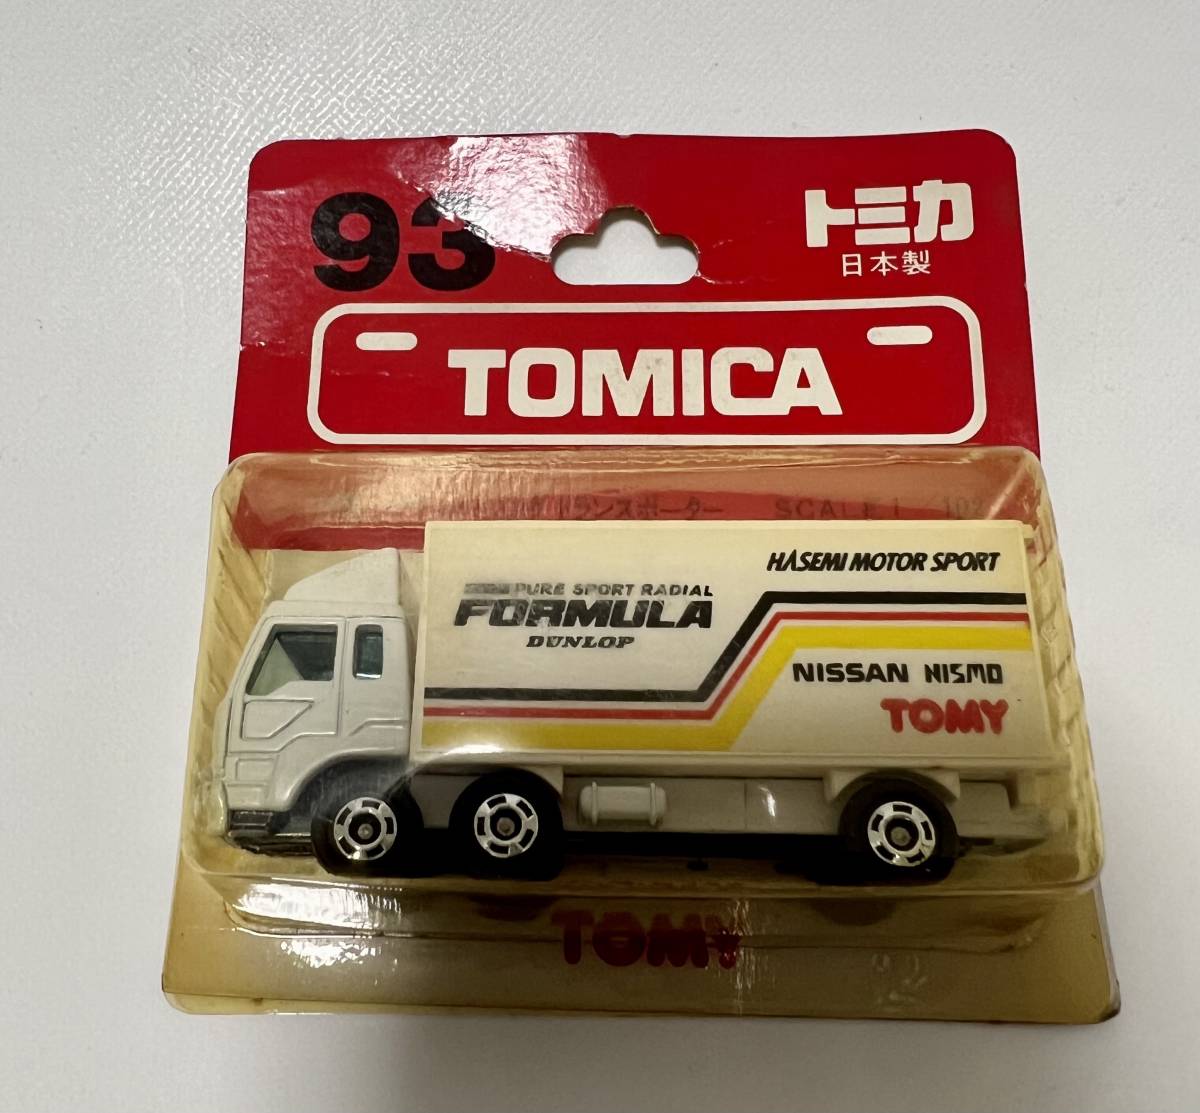 93
トミカ
日本製
TOMICA
トランスポーター SCALE 1/102
HASEMI MOTOR SPORT
PURE SPORT RADIAL
FORMULA
DUNLOP
NISSAN NISMO
TOMY
TOMY